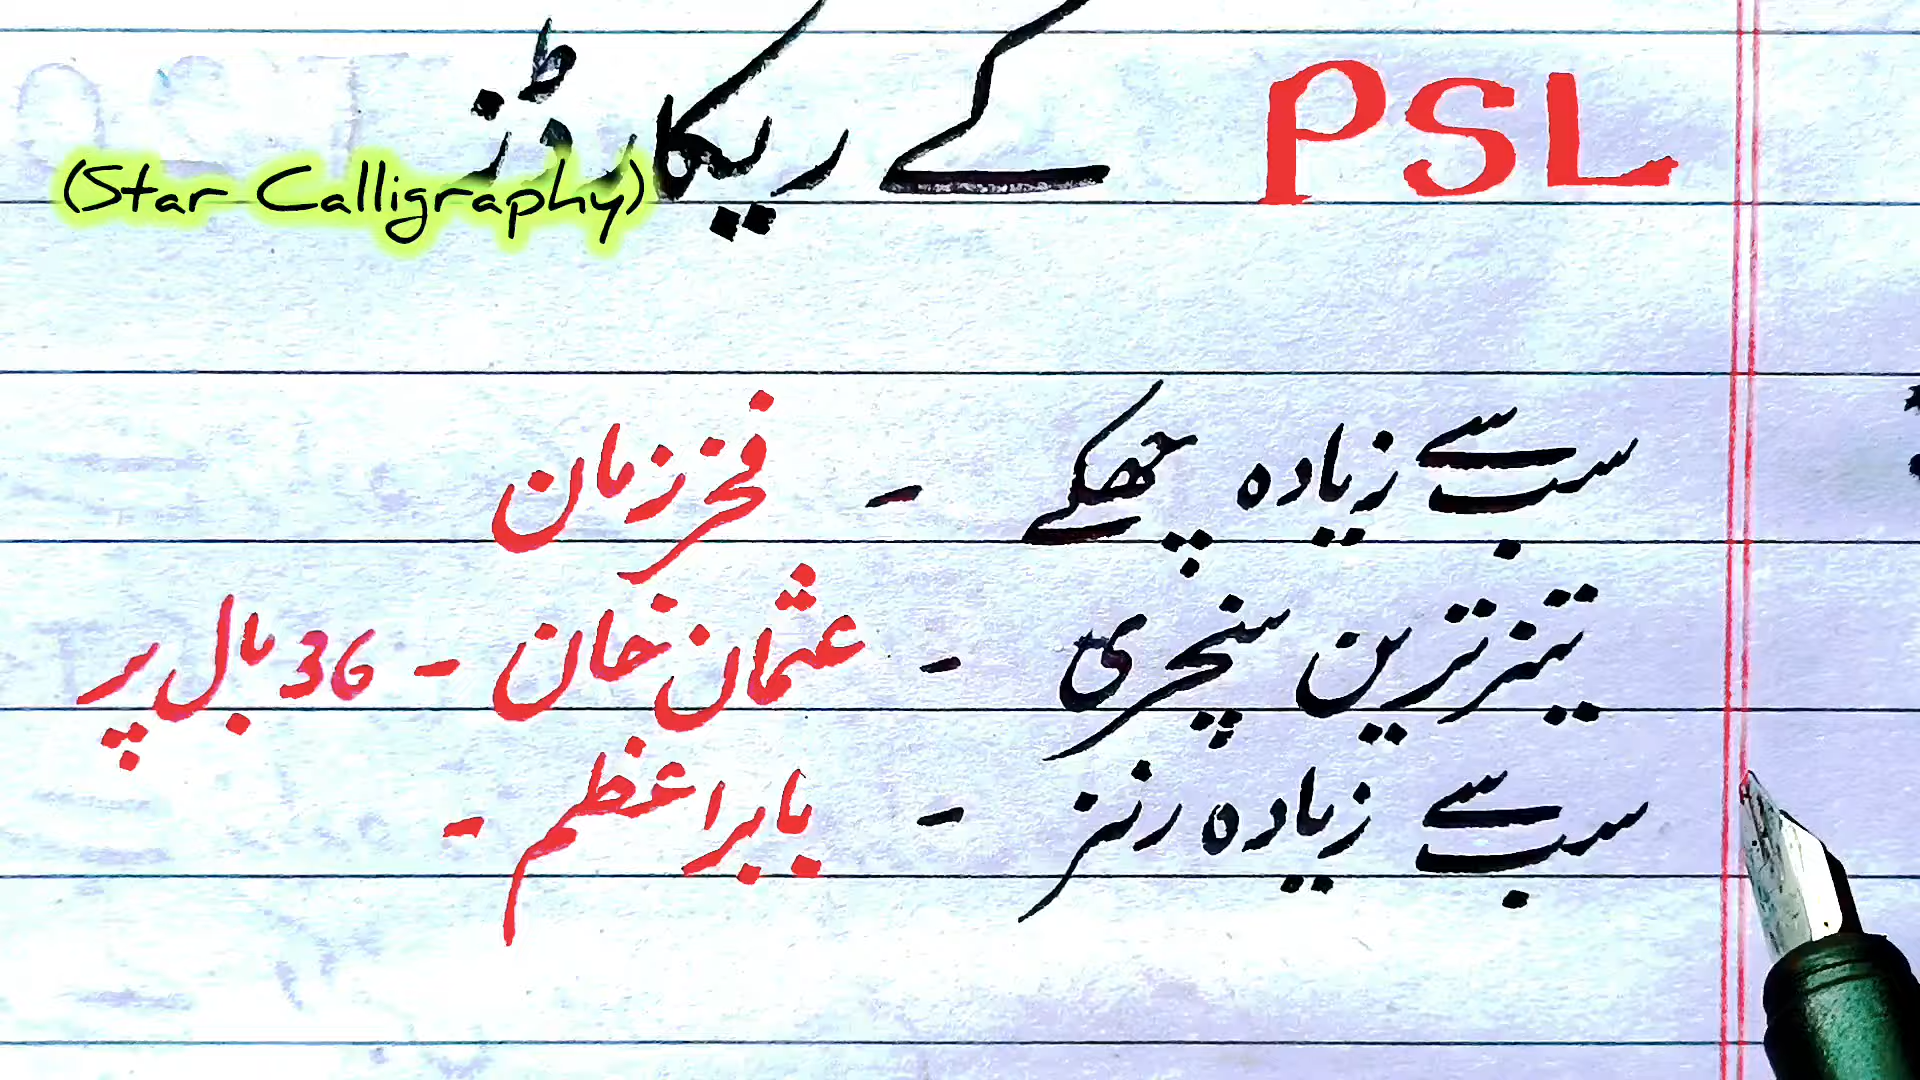 PSL کے ریکارڈز
(Star Calligraphy)
سب سے زیادہ چھکے - فخر زمان
تیز ترین سنچری - عثمان خان - 36 بال پر
سب سے زیادہ رنز - بابر اعظم -